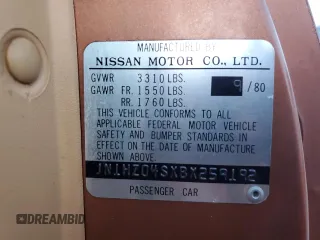 MANUFACTURED BY
NISSAN MOTOR CO., LTD.
GVWR 3310 LBS. 9 /80
GAWR FR. 1550 LBS.
RR. 1760 LBS.
THIS VEHICLE CONFORMS TO ALL
APPLICABLE FEDERAL MOTOR VEHICLE
SAFETY AND BUMPER STANDARDS IN
EFFECT ON THE DATE OF MANUFACTURE
SHOWN ABOVE.
JN1HZ04SXBX259192
PASSENGER CAR
DREAMBID